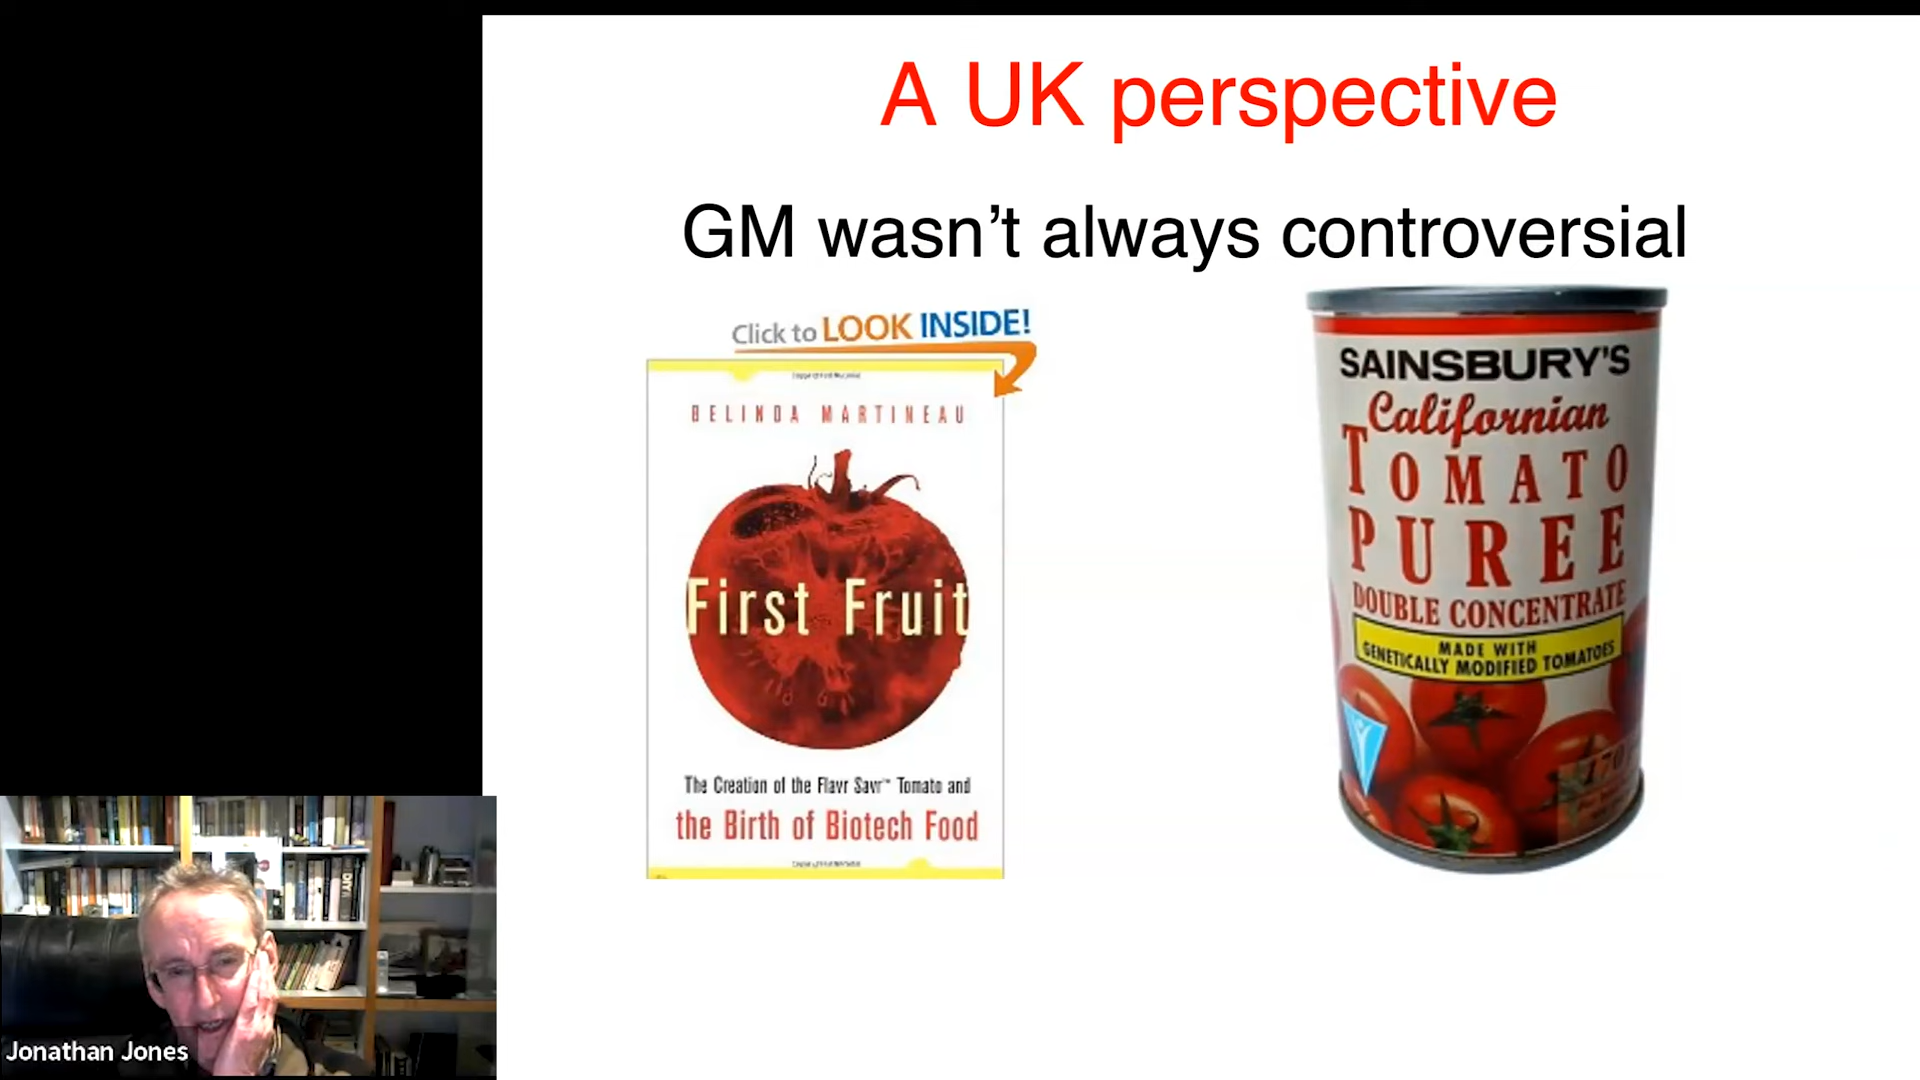 A UK perspective
GM wasn't always controversial
Click to LOOK INSIDE!
BELINDA MARTINEAU
First Fruit
The Creation of the Flavr Savr™ Tomato and
the Birth of Biotech Food
SAINSBURY'S
Californian
TOMATO
PUREE
DOUBLE CONCENTRATE
MADE WITH
GENETICALLY MODIFIED TOMATOES
Jonathan Jones